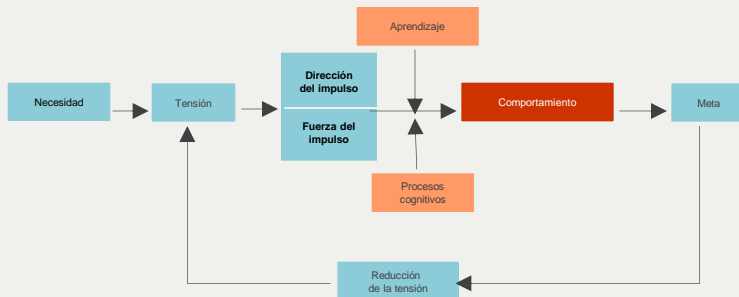 Aprendizaje
Dirección
del impulso
Necesidad
Tensión
Fuerza del
impulso
Comportamiento
Meta
Procesos
cognitivos
Reducción
de la tensión